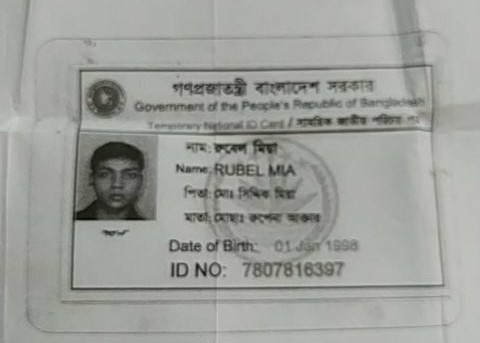 গণপ্রজাতন্ত্রী বাংলাদেশ সরকার
Government of the People's Republic of Bangladesh
Temporary National ID Card / সাময়িক জাতীয় পরিচয়
নাম: রুবেল মিয়া
Name: RUBEL MIA
পিতা: মোঃ সিদ্দিক মিয়া
মাতা: মোছাঃ রুপেনা আক্তার
Date of Birth: 01 Jan 1998
ID NO: 7807816397